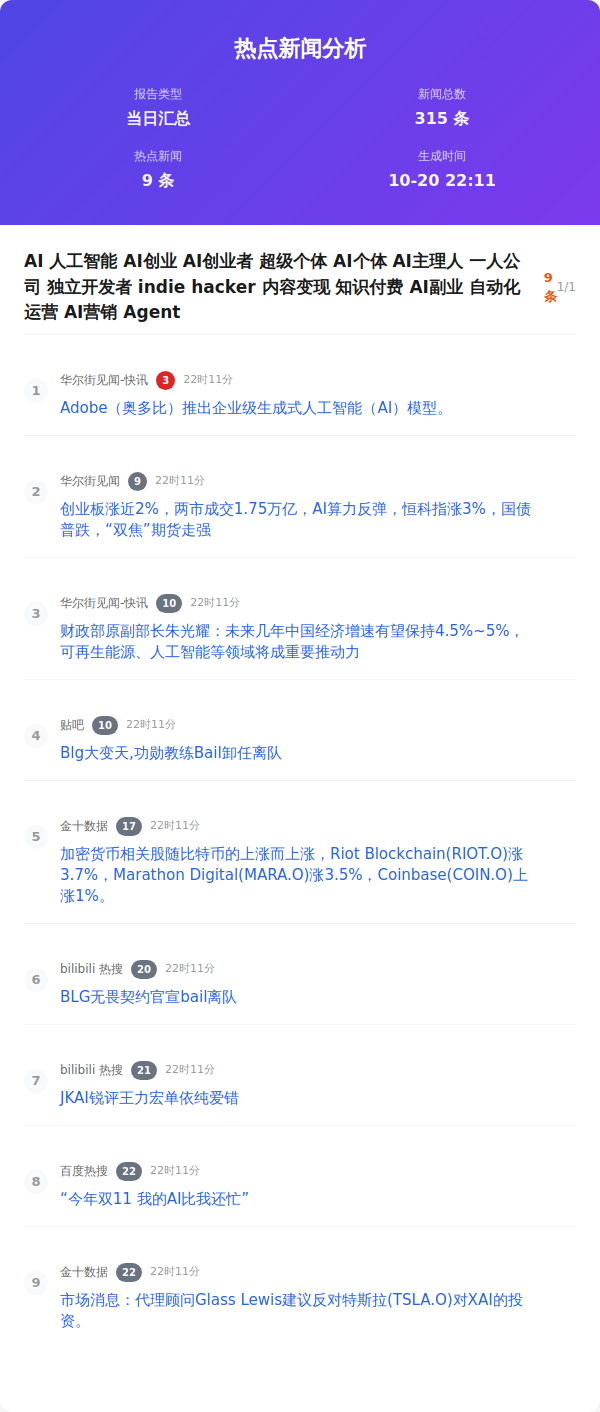 热点新闻分析
报告类型
当日汇总
新闻总数
315 条
热点新闻
9 条
生成时间
10-20 22:11
AI 人工智能 AI创业 AI创业者 超级个体 AI个体 AI主理人 一人公
司 独立开发者 indie hacker 内容变现 知识付费 AI副业 自动化
运营 AI营销 Agent
9
条
1/1
1
华尔街见闻-快讯 3 22时11分
Adobe（奥多比）推出企业级生成式人工智能（AI）模型。
2
华尔街见闻 9 22时11分
创业板涨近2%，两市成交1.75万亿，AI算力反弹，恒科指涨3%，国债
普跌，“双焦”期货走强
3
华尔街见闻-快讯 10 22时11分
财政部原副部长朱光耀：未来几年中国经济增速有望保持4.5%~5%，
可再生能源、人工智能等领域将成重要推动力
4
贴吧 10 22时11分
Blg大变天,功勋教练Bail卸任离队
5
金十数据 17 22时11分
加密货币相关股随比特币的上涨而上涨，Riot Blockchain(RIOT.O)涨
3.7%，Marathon Digital(MARA.O)涨3.5%，Coinbase(COIN.O)上
涨1%。
6
bilibili 热搜 20 22时11分
BLG无畏契约官宣bail离队
7
bilibili 热搜 21 22时11分
JKAI锐评王力宏单依纯爱错
8
百度热搜 22 22时11分
“今年双11 我的AI比我还忙”
9
金十数据 22 22时11分
市场消息：代理顾问Glass Lewis建议反对特斯拉(TSLA.O)对XAI的投
资。